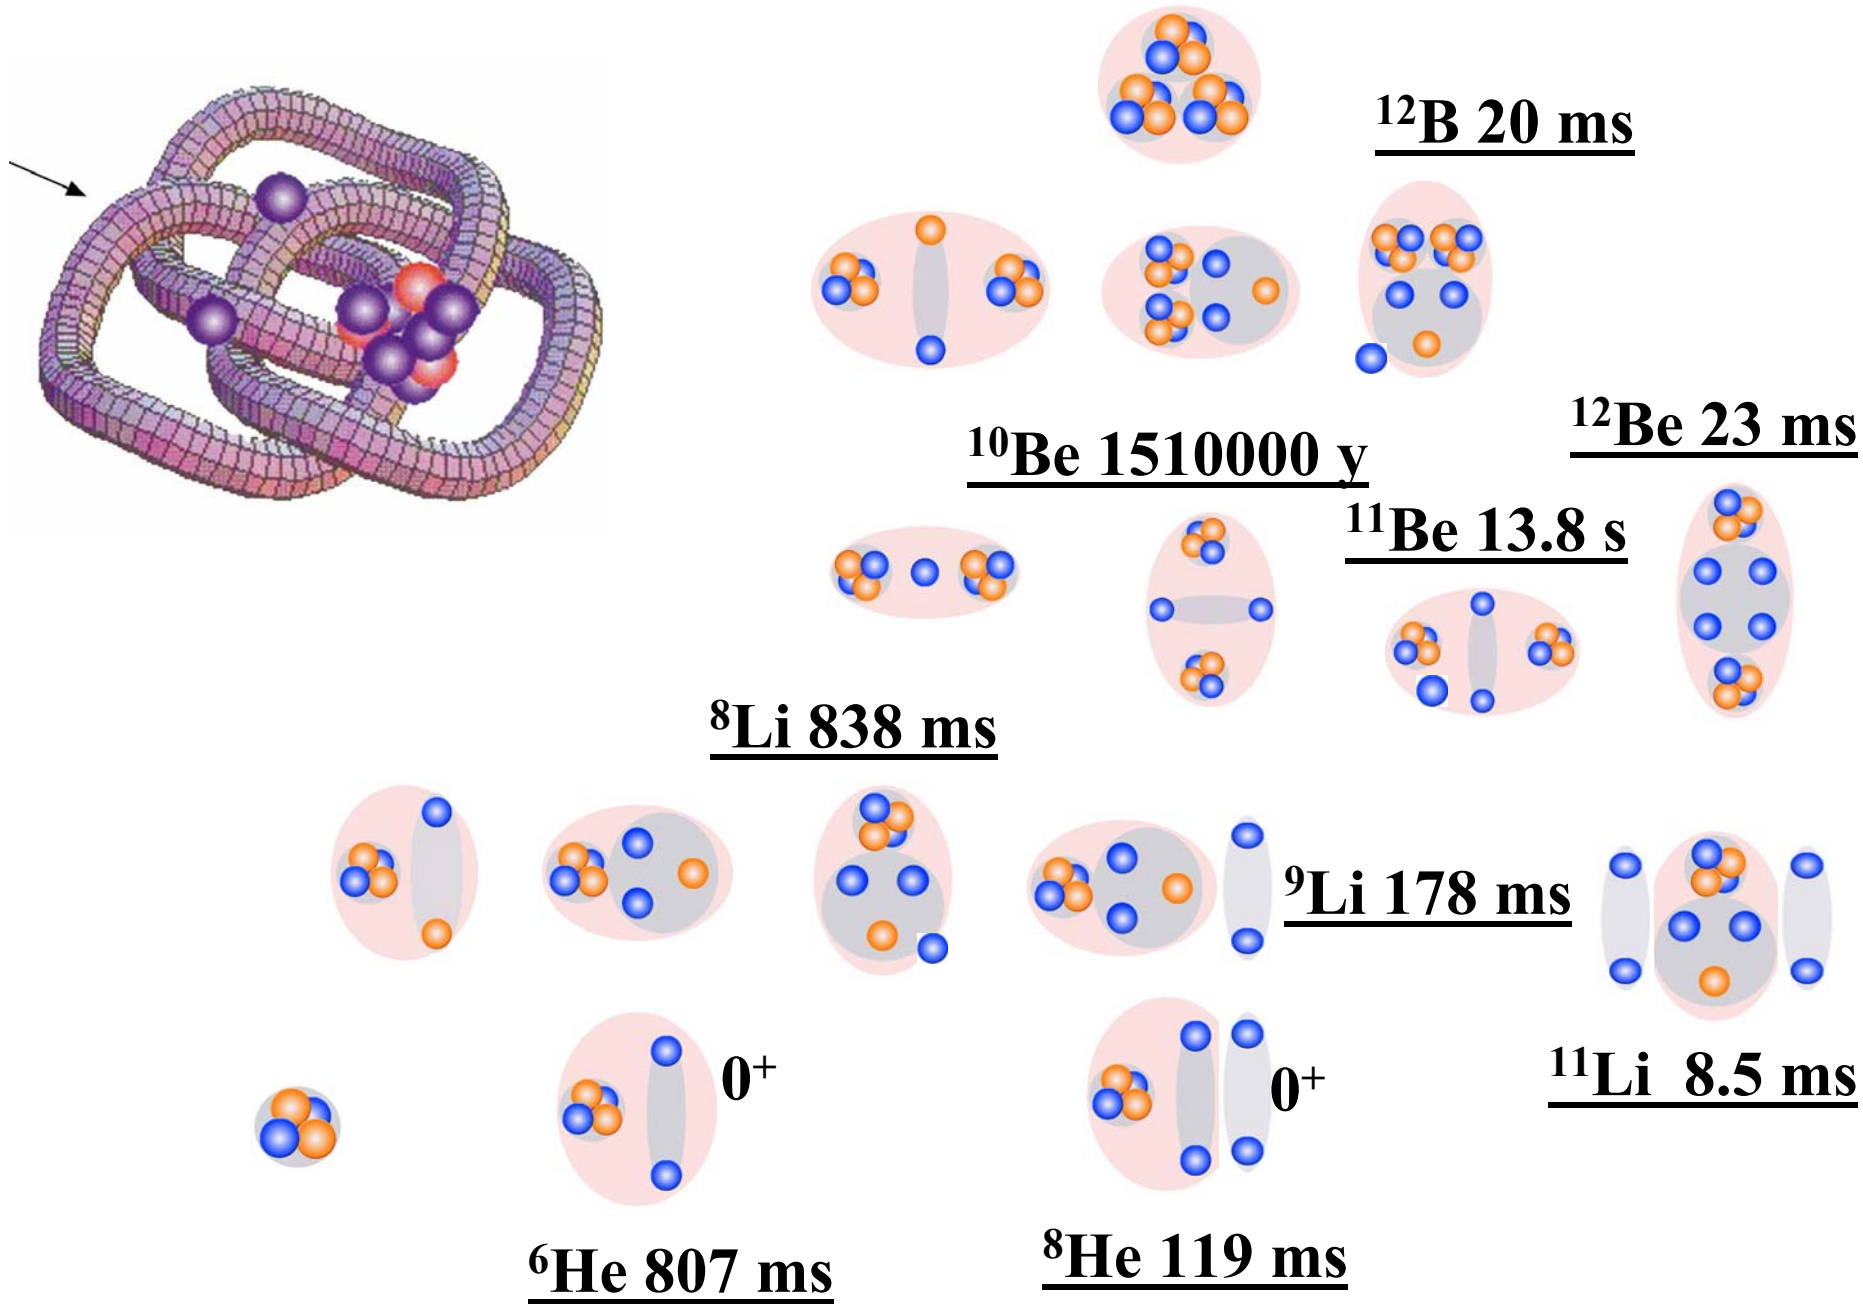 ¹²B 20 ms
¹²Be 23 ms
¹⁰Be 1510000 y
¹¹Be 13.8 s
⁸Li 838 ms
⁹Li 178 ms
0⁺
0⁺
¹¹Li 8.5 ms
⁶He 807 ms
⁸He 119 ms